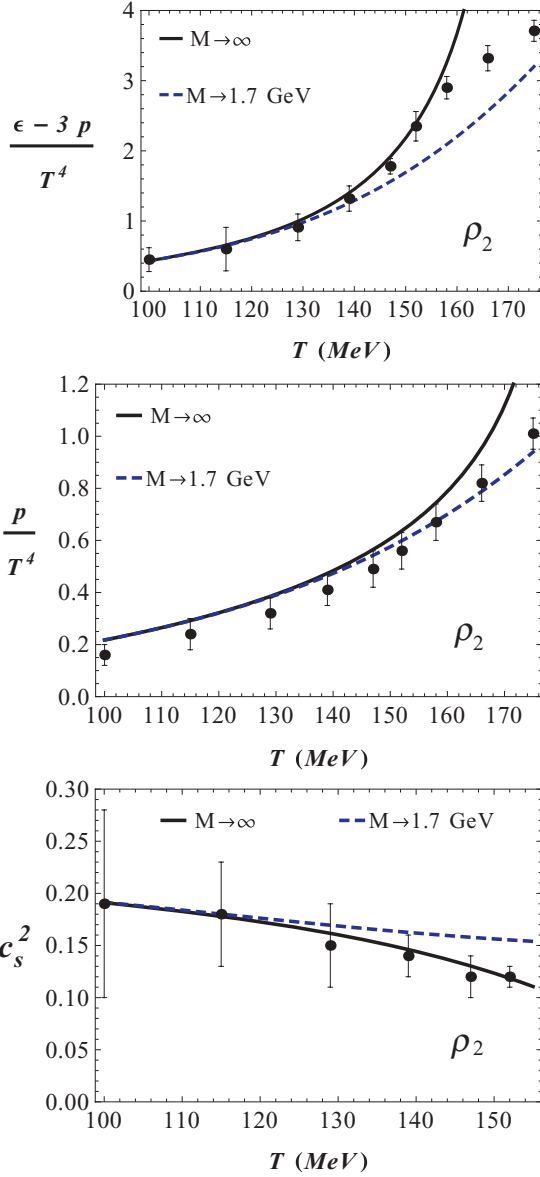 4
M→∞
3
M→1.7 GeV
ϵ − 3 p
T⁴
2
1
ρ₂
0
100 110 120 130 140 150 160 170
T (MeV)
1.2
M→∞
1.0
M→1.7 GeV
0.8
p
T⁴
0.6
0.4
ρ₂
0.2
0.0
100 110 120 130 140 150 160 170
T (MeV)
0.30
M→∞ M→1.7 GeV
0.25
0.20
cₛ²
0.15
0.10
ρ₂
0.05
0.00
100 110 120 130 140 150
T (MeV)